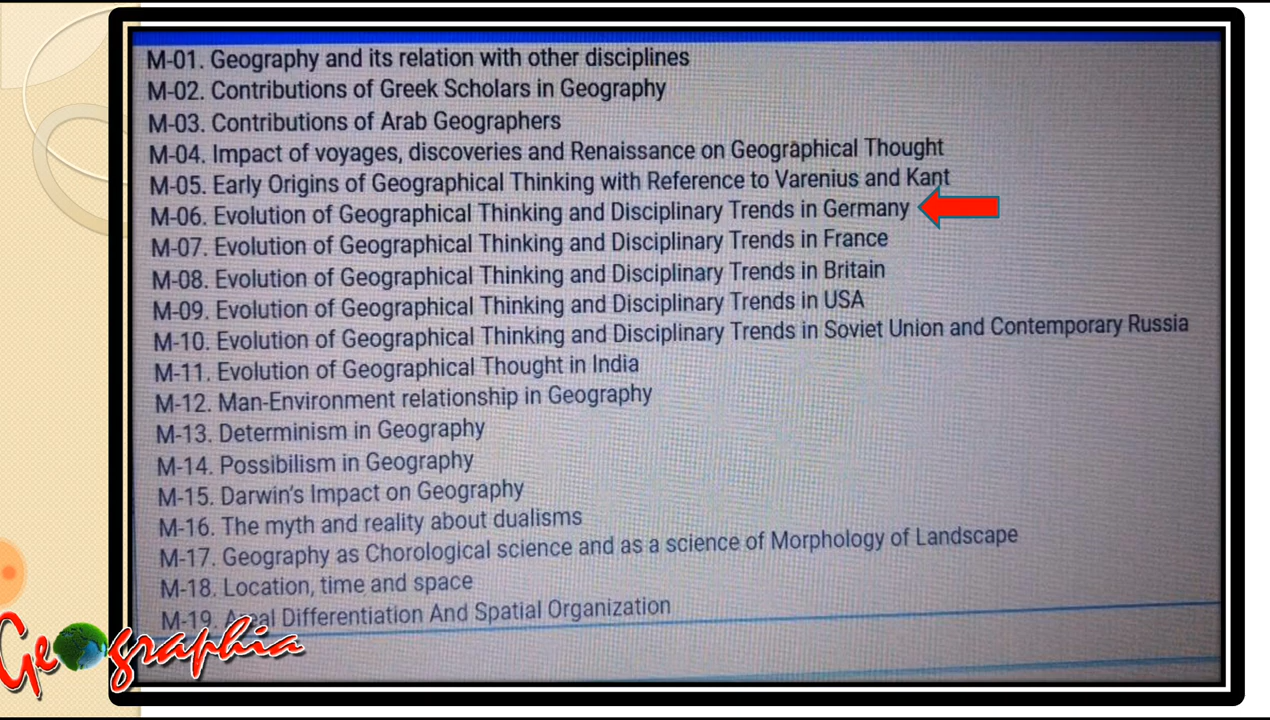 M-01. Geography and its relation with other disciplines
M-02. Contributions of Greek Scholars in Geography
M-03. Contributions of Arab Geographers
M-04. Impact of voyages, discoveries and Renaissance on Geographical Thought
M-05. Early Origins of Geographical Thinking with Reference to Varenius and Kant
M-06. Evolution of Geographical Thinking and Disciplinary Trends in Germany
M-07. Evolution of Geographical Thinking and Disciplinary Trends in France
M-08. Evolution of Geographical Thinking and Disciplinary Trends in Britain
M-09. Evolution of Geographical Thinking and Disciplinary Trends in USA
M-10. Evolution of Geographical Thinking and Disciplinary Trends in Soviet Union and Contemporary Russia
M-11. Evolution of Geographical Thought in India
M-12. Man-Environment relationship in Geography
M-13. Determinism in Geography
M-14. Possibilism in Geography
M-15. Darwin's Impact on Geography
M-16. The myth and reality about dualisms
M-17. Geography as Chorological science and as a science of Morphology of Landscape
M-18. Location, time and space
M-19. Areal Differentiation And Spatial Organization
Geographia